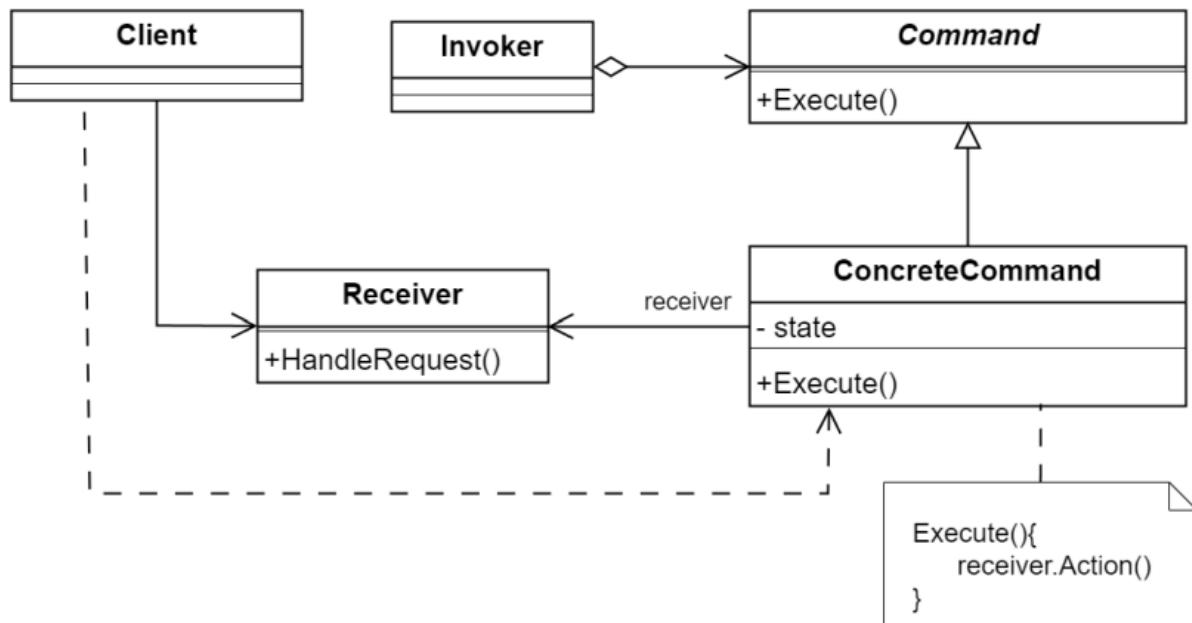 Client
Invoker
Command
+Execute()
Receiver
+HandleRequest()
receiver
ConcreteCommand
- state
+Execute()
Execute(){
receiver.Action()
}